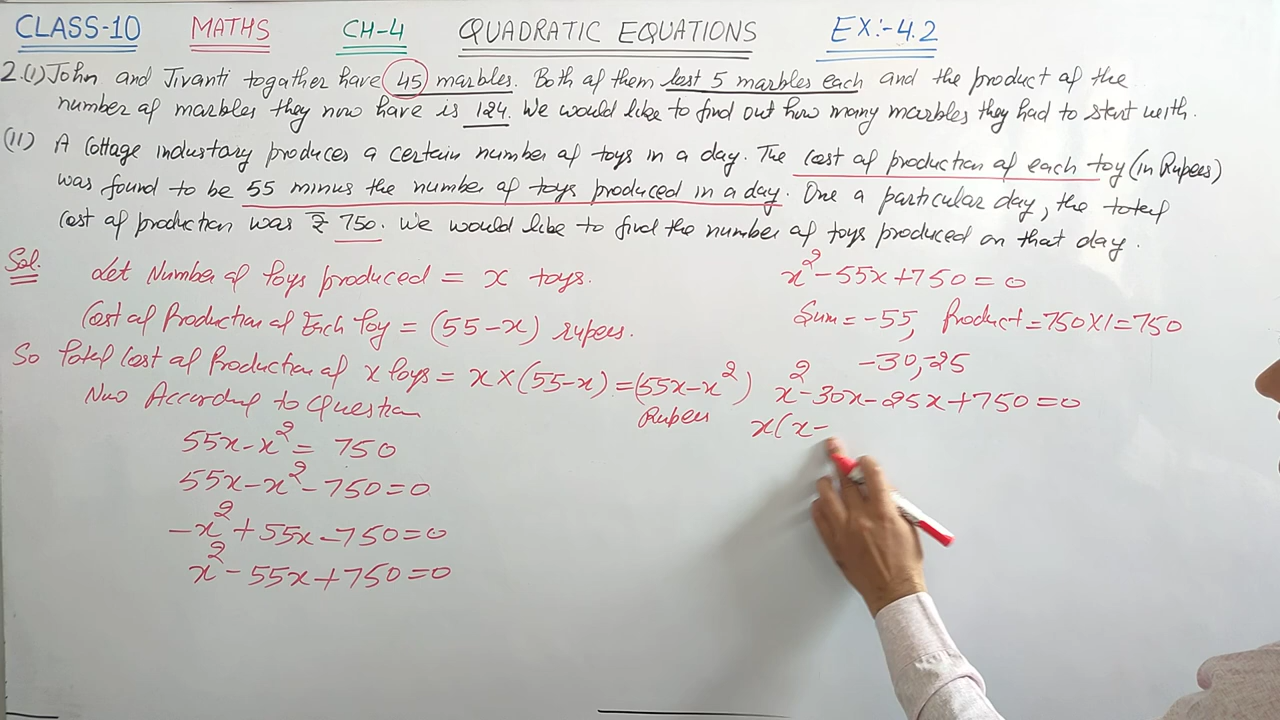 CLASS-10 MATHS CH-4 QUADRATIC EQUATIONS EX:-4.2
2.(i) John and Jivanti togather have 45 marbles. Both of them lost 5 marbles each and the product of the
number of marbles they now have is 124. We would like to find out how many marbles they had to start with.
(II) A Cottage industary produces a certain number of toys in a day. The cost of production of each toy (in Rupees)
was found to be 55 minus the number of toys produced in a day. One a particular day, the total
cost of production was ₹ 750. We would like to find the number of toys produced on that day.
Sol. Let Number of toys produced = x toys.
Cost of Production of Each Toy = (55-x) rupees.
So Total Cost of Production of x toys = x×(55-x) = (55x-x²)
Rupees
Now According to Question
55x-x² = 750
55x-x²-750=0
-x²+55x-750=0
x²-55x+750=0
x²-55x+750=0
Sum=-55, Product=750×1=750
-30,-25
x²-30x-25x+750=0
x(x-